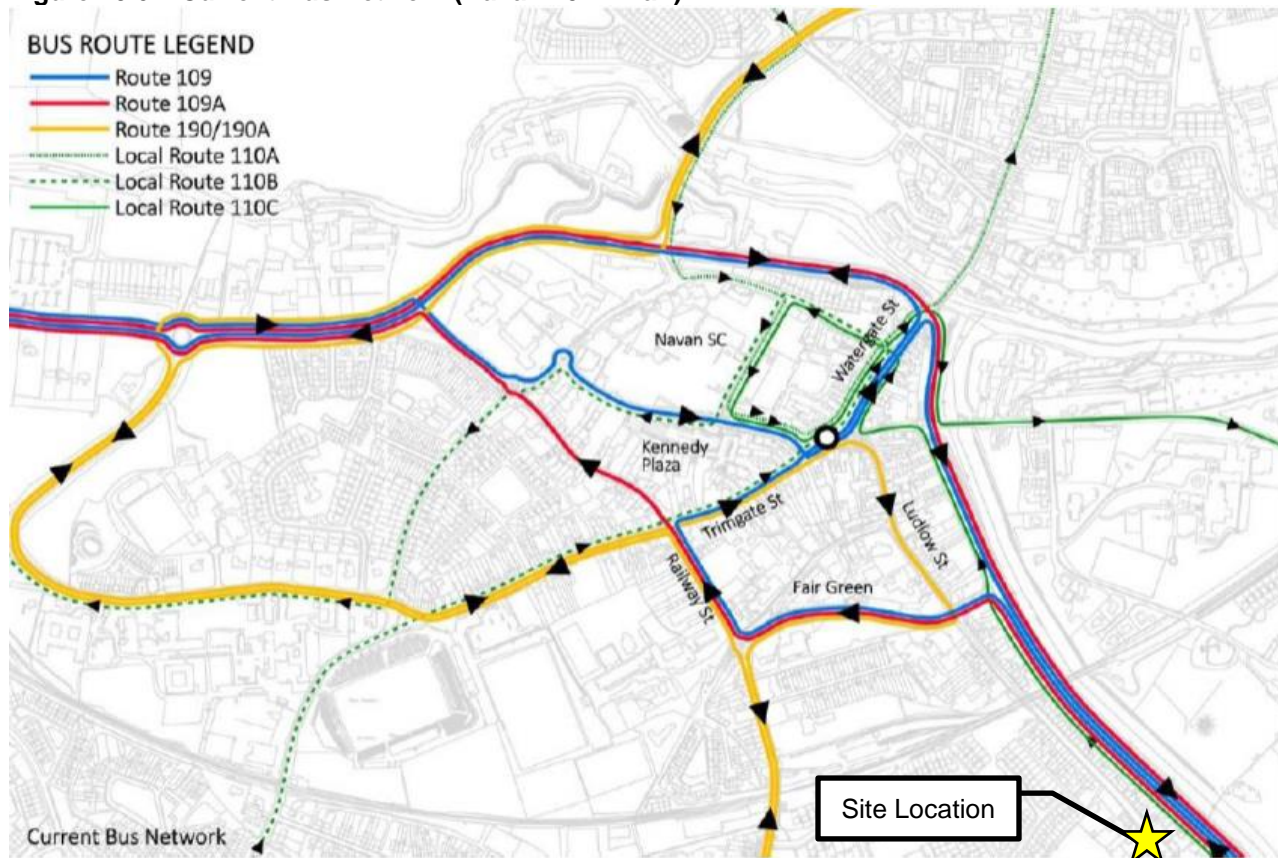 BUS ROUTE LEGEND
Route 109
Route 109A
Route 190/190A
Local Route 110A
Local Route 110B
Local Route 110C
Navan SC
Watergate St
Kennedy
Plaza
Trimgate St
Ludlow St
Railway St
Fair Green
Site Location
Current Bus Network